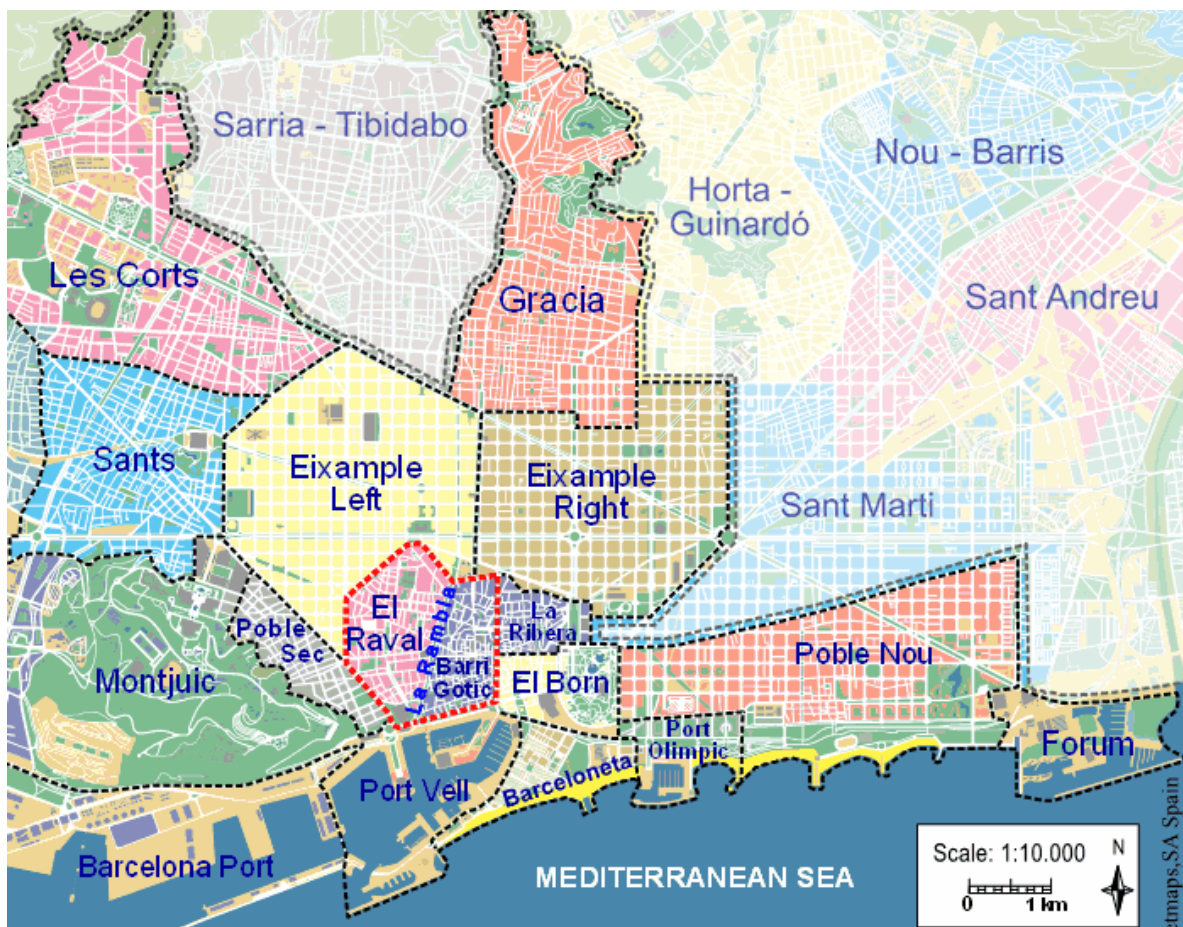 Sarria - Tibidabo
Nou - Barris
Horta -
Guinardó
Les Corts
Gracia
Sant Andreu
Sants
Eixample
Left
Eixample
Right
Sant Marti
El
Raval
La Rambla
La
Ribera
Poble
Sec
Barri
Gotic
El Born
Poble Nou
Montjuic
Port
Olimpic
Forum
Barceloneta
Port Vell
Barcelona Port
MEDITERRANEAN SEA
Scale: 1:10.000
N
0 1 km
etmaps,SA Spain